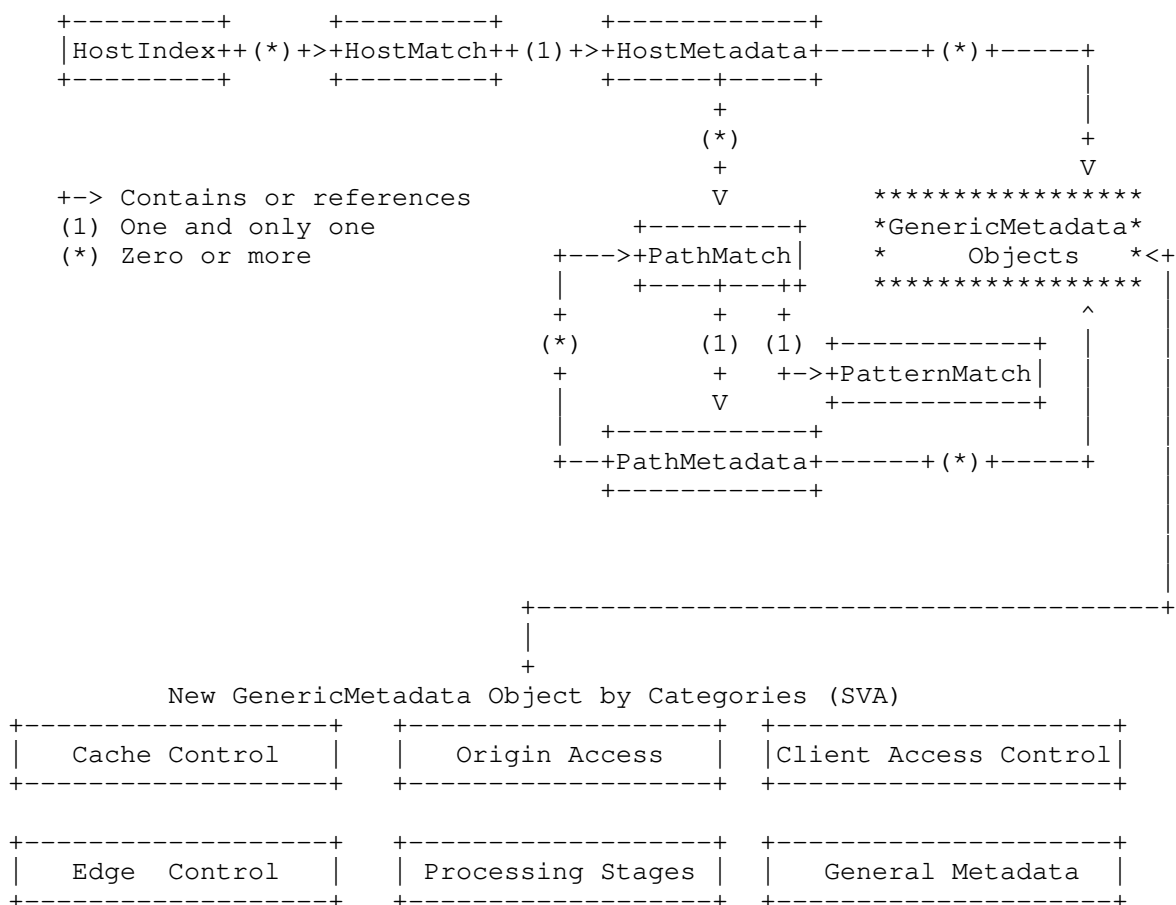 HostIndex (*) HostMatch (1) HostMetadata (*)
(*)
+-> Contains or references V V
(1) One and only one *GenericMetadata*
(*) Zero or more PathMatch * Objects *
(*) (1) (1)
PatternMatch
V
PathMetadata (*)
New GenericMetadata Object by Categories (SVA)
Cache Control Origin Access Client Access Control
Edge Control Processing Stages General Metadata